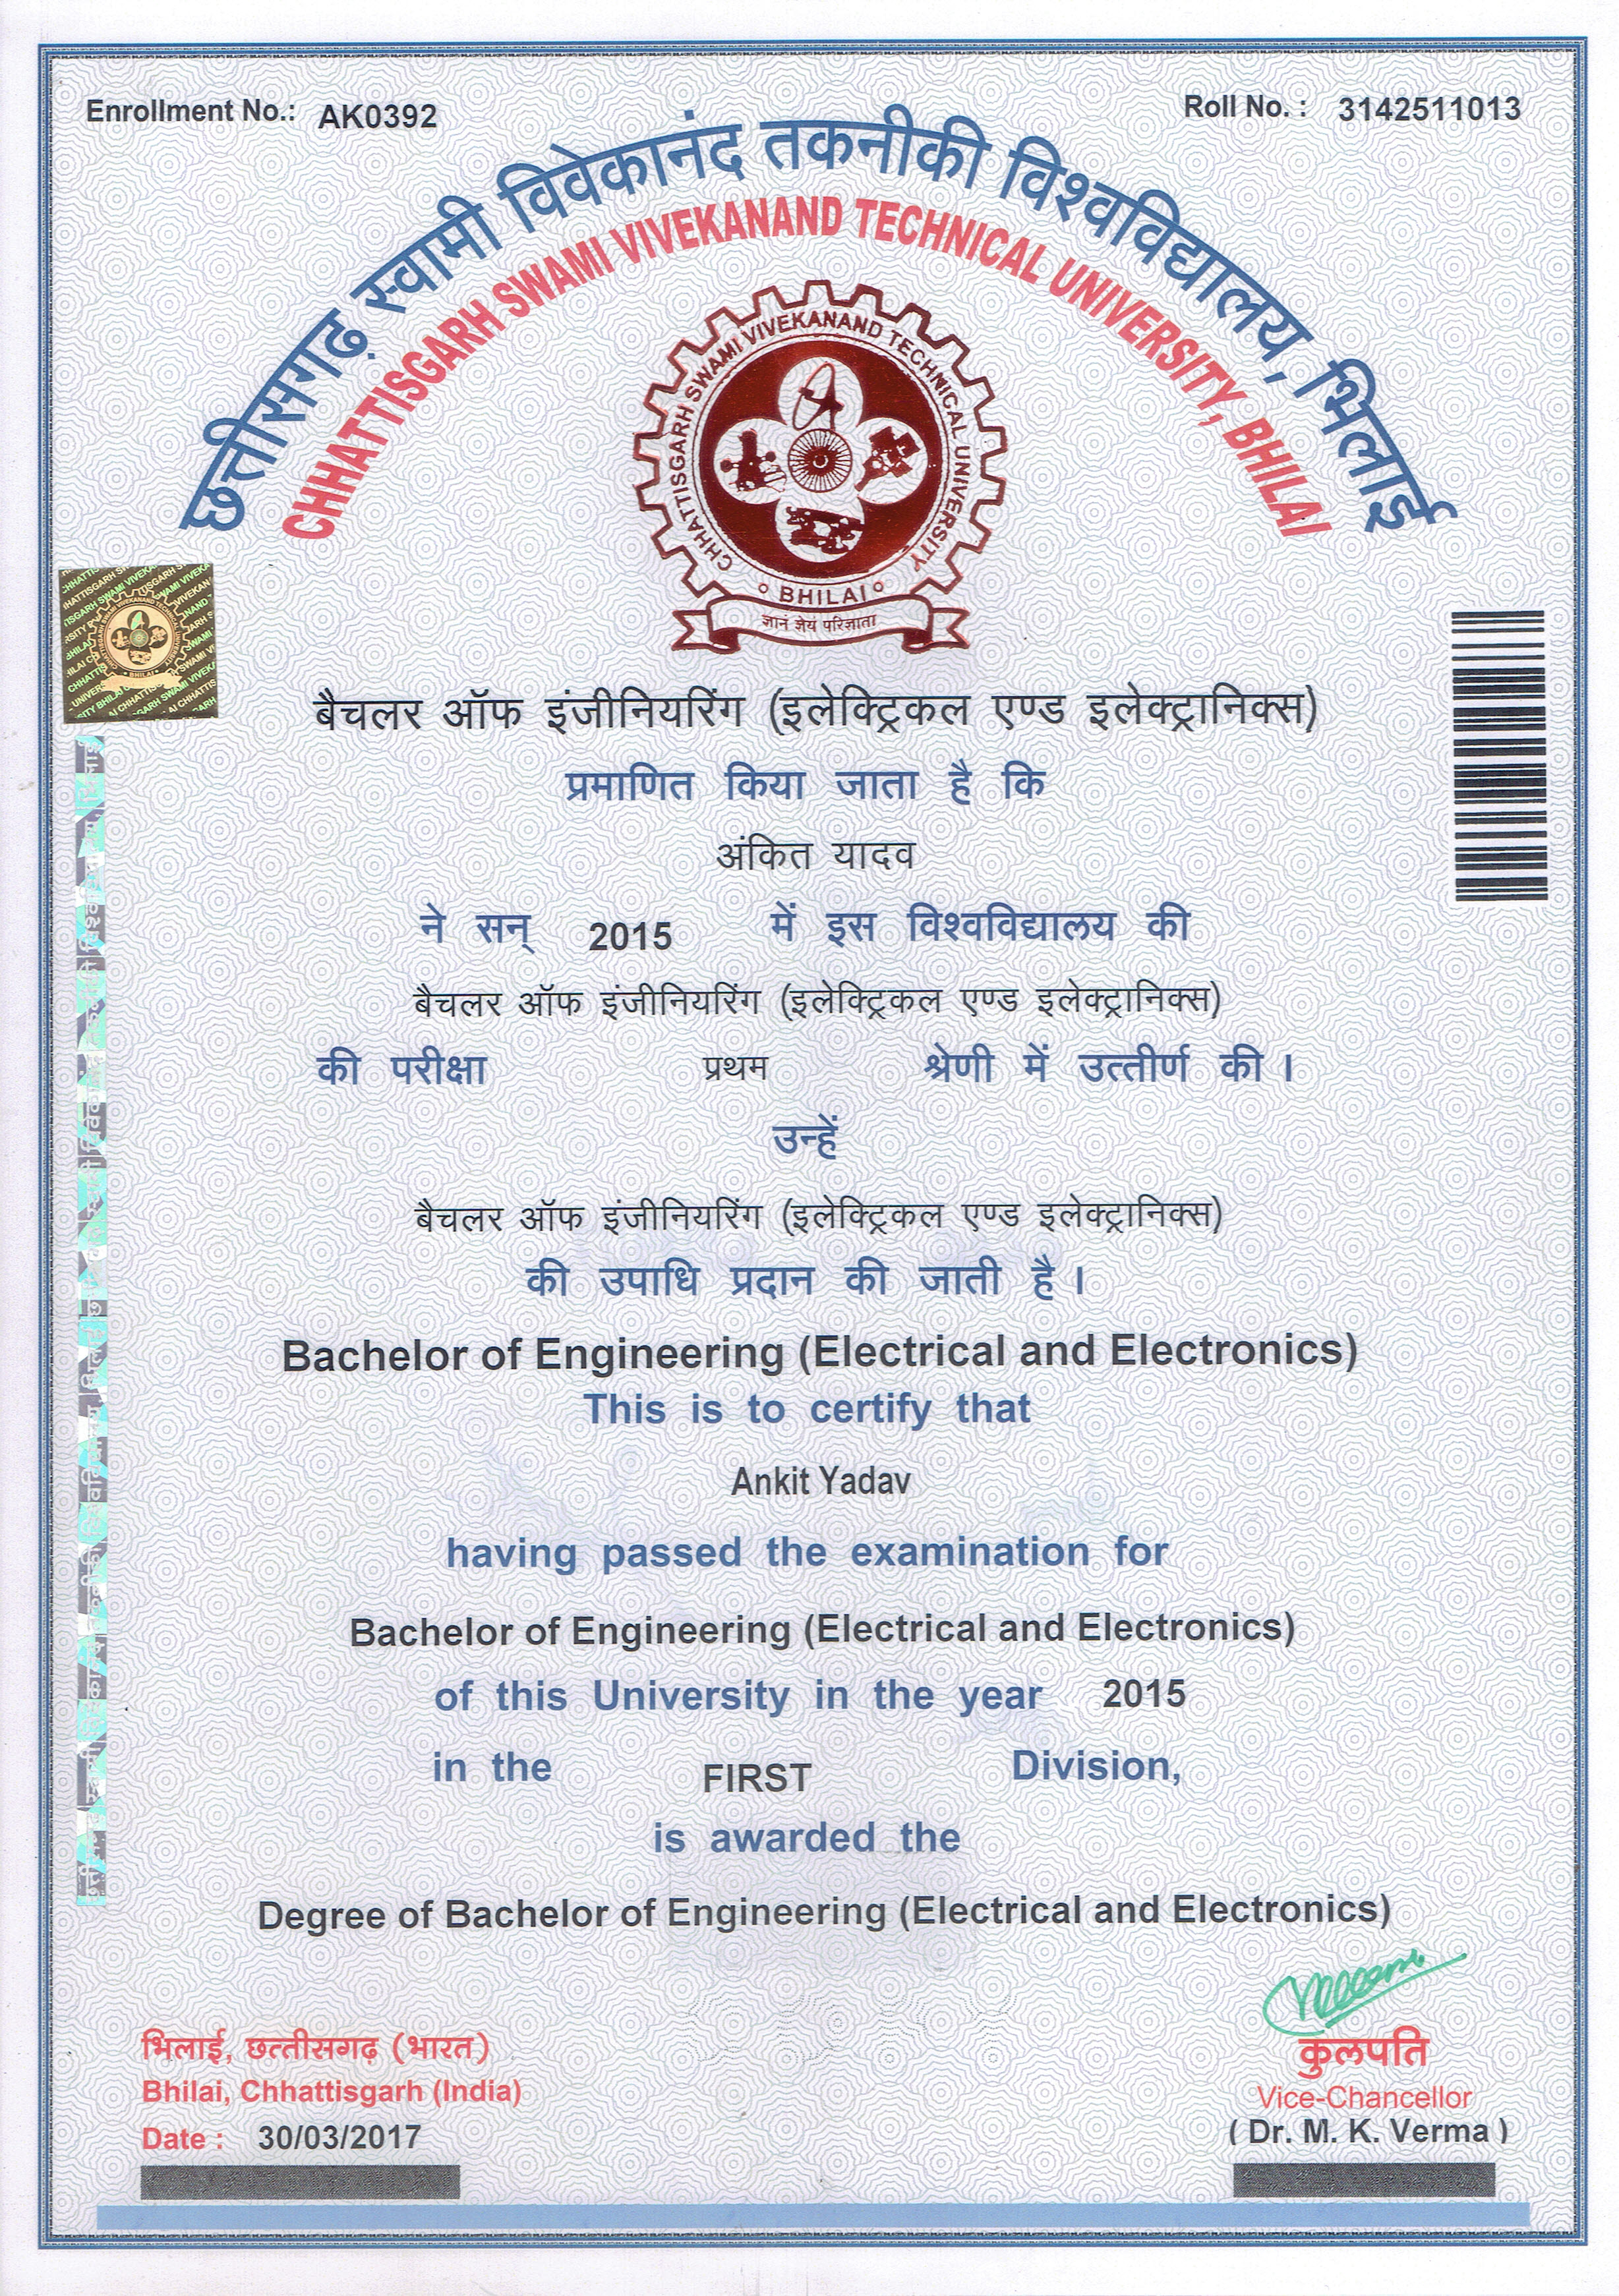 Enrollment No.: AK0392
Roll No. : 3142511013
छत्तीसगढ़ स्वामी विवेकानंद तकनीकी विश्वविद्यालय, भिलाई
CHHATTISGARH SWAMI VIVEKANAND TECHNICAL UNIVERSITY, BHILAI
CHHATTISGARH SWAMI VIVEKANAND TECHNICAL UNIVERSITY
BHILAI
ज्ञानं ज्ञेयं परिज्ञाता
बैचलर ऑफ इंजीनियरिंग (इलेक्ट्रिकल एण्ड इलेक्ट्रानिक्स)
प्रमाणित किया जाता है कि
अंकित यादव
ने सन् 2015 में इस विश्वविद्यालय की
बैचलर ऑफ इंजीनियरिंग (इलेक्ट्रिकल एण्ड इलेक्ट्रानिक्स)
की परीक्षा प्रथम श्रेणी में उत्तीर्ण की ।
उन्हें
बैचलर ऑफ इंजीनियरिंग (इलेक्ट्रिकल एण्ड इलेक्ट्रानिक्स)
की उपाधि प्रदान की जाती है ।
Bachelor of Engineering (Electrical and Electronics)
This is to certify that
Ankit Yadav
having passed the examination for
Bachelor of Engineering (Electrical and Electronics)
of this University in the year 2015
in the FIRST Division,
is awarded the
Degree of Bachelor of Engineering (Electrical and Electronics)
भिलाई, छत्तीसगढ़ (भारत)
Bhilai, Chhattisgarh (India)
Date : 30/03/2017
कुलपति
Vice-Chancellor
( Dr. M. K. Verma )